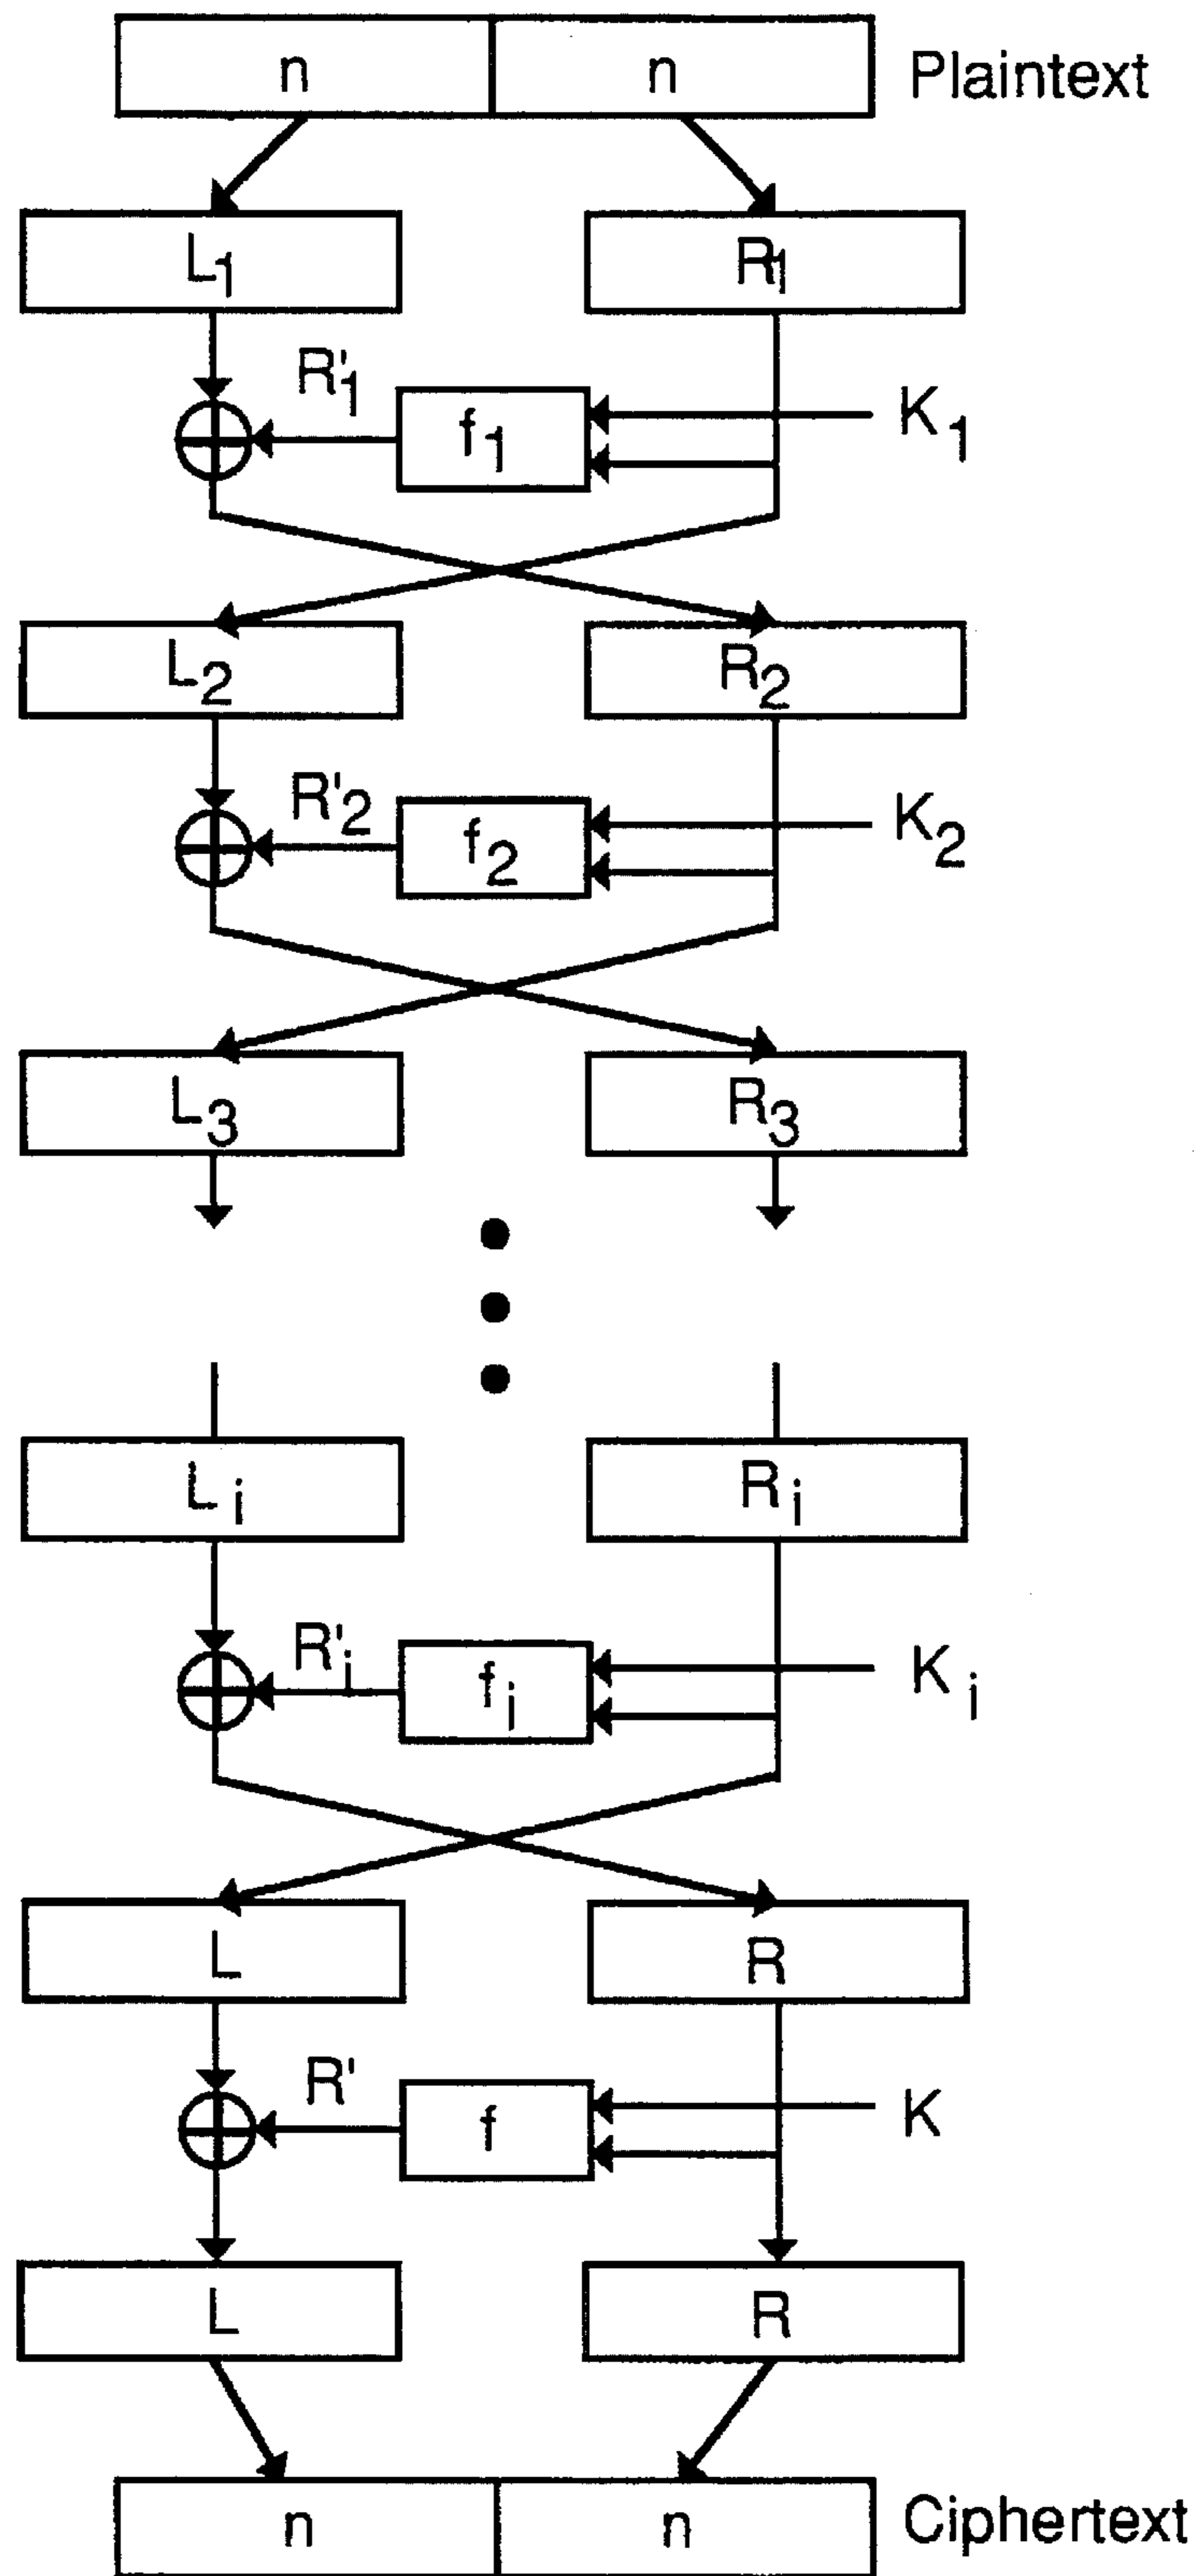 n n Plaintext
L1 R1
R'1 f1 K1
L2 R2
R'2 f2 K2
L3 R3
Li Ri
R'i fi Ki
L R
R' f K
L R
n n Ciphertext